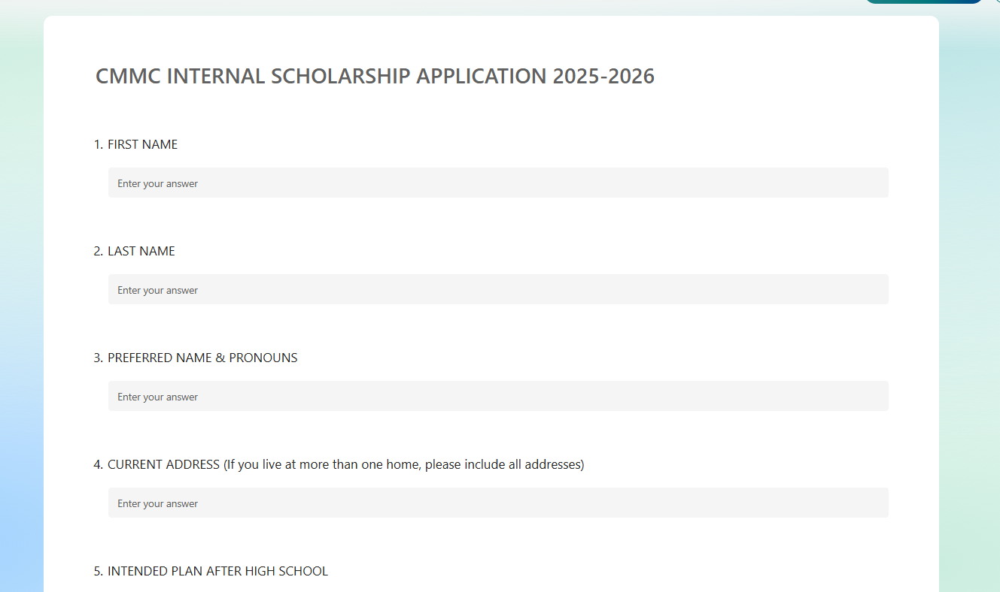 CMMC INTERNAL SCHOLARSHIP APPLICATION 2025-2026
1. FIRST NAME
Enter your answer
2. LAST NAME
Enter your answer
3. PREFERRED NAME & PRONOUNS
Enter your answer
4. CURRENT ADDRESS (If you live at more than one home, please include all addresses)
Enter your answer
5. INTENDED PLAN AFTER HIGH SCHOOL